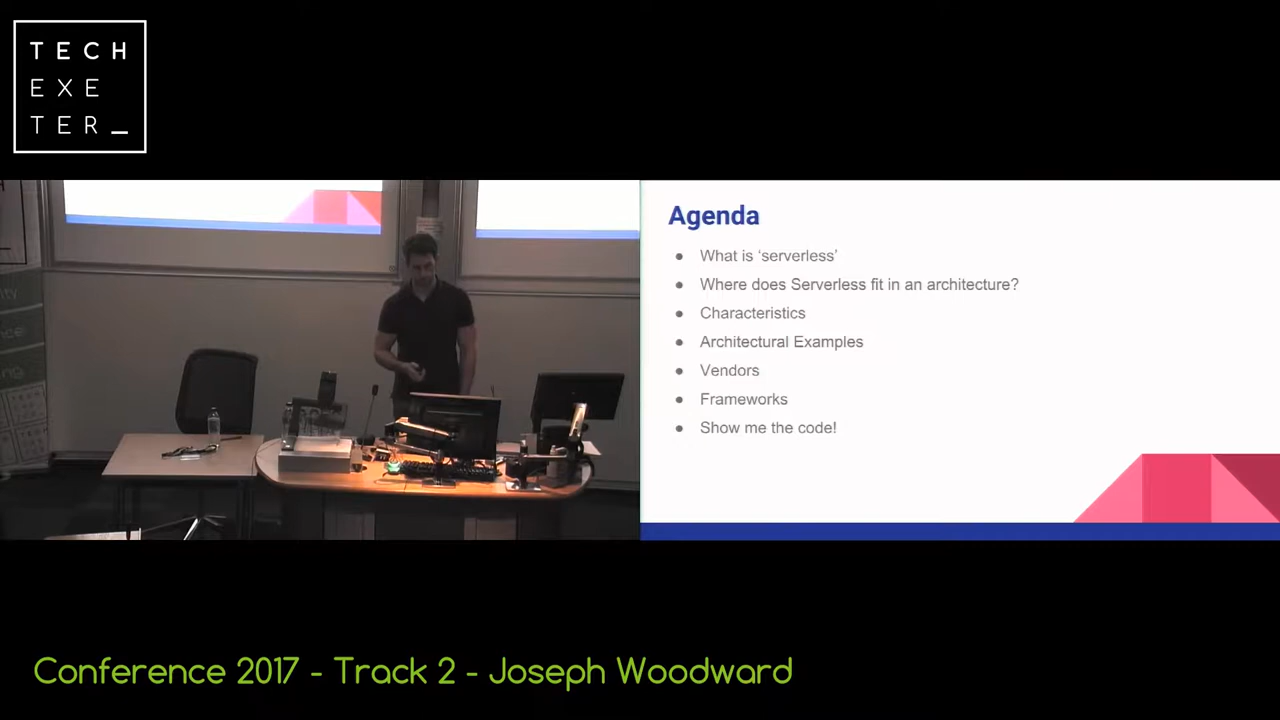 TECH
EXE
TER_
Agenda
● What is ‘serverless’
● Where does Serverless fit in an architecture?
● Characteristics
● Architectural Examples
● Vendors
● Frameworks
● Show me the code!
Conference 2017 - Track 2 - Joseph Woodward